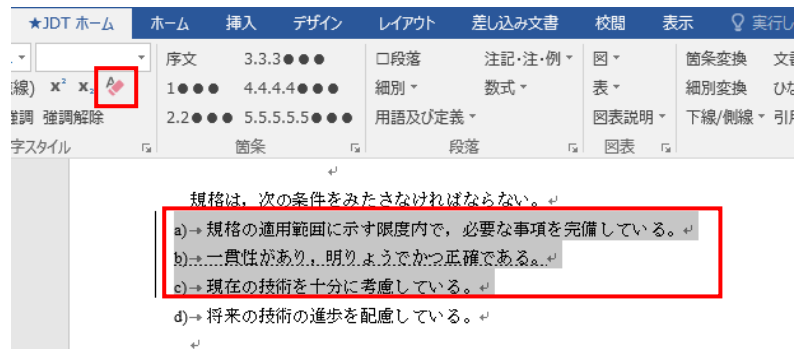 ★JDT ホーム ホーム 挿入 デザイン レイアウト 差し込み文書 校閲 表示 実行し
序文 3.3.3●●● □段落 注記・注・例 図 箇条変換 文書
線) x² x₂ 1●●● 4.4.4.4●●● 細別 数式 表 細別変換 ひな
強調 強調解除 2.2●●● 5.5.5.5.5●●● 用語及び定義 図表説明 下線/側線 引用
字スタイル 箇条 段落 図表
規格は，次の条件をみたさなければならない。
a)→規格の適用範囲に示す限度内で，必要な事項を完備している。
b)→一貫性があり，明りょうでかつ正確である。
c)→現在の技術を十分に考慮している。
d)→将来の技術の進歩を配慮している。